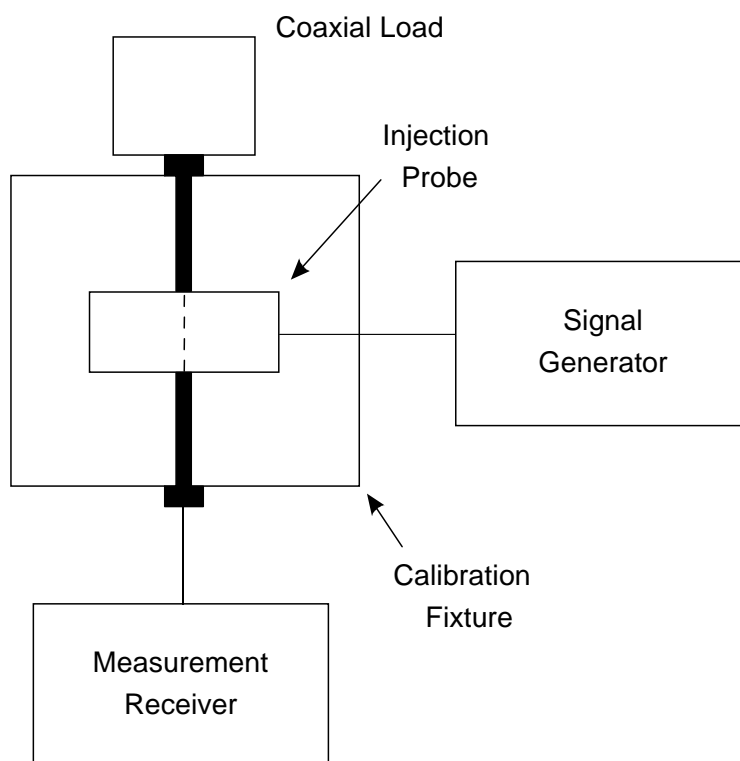 Coaxial Load
Injection
Probe
Signal
Generator
Calibration
Fixture
Measurement
Receiver